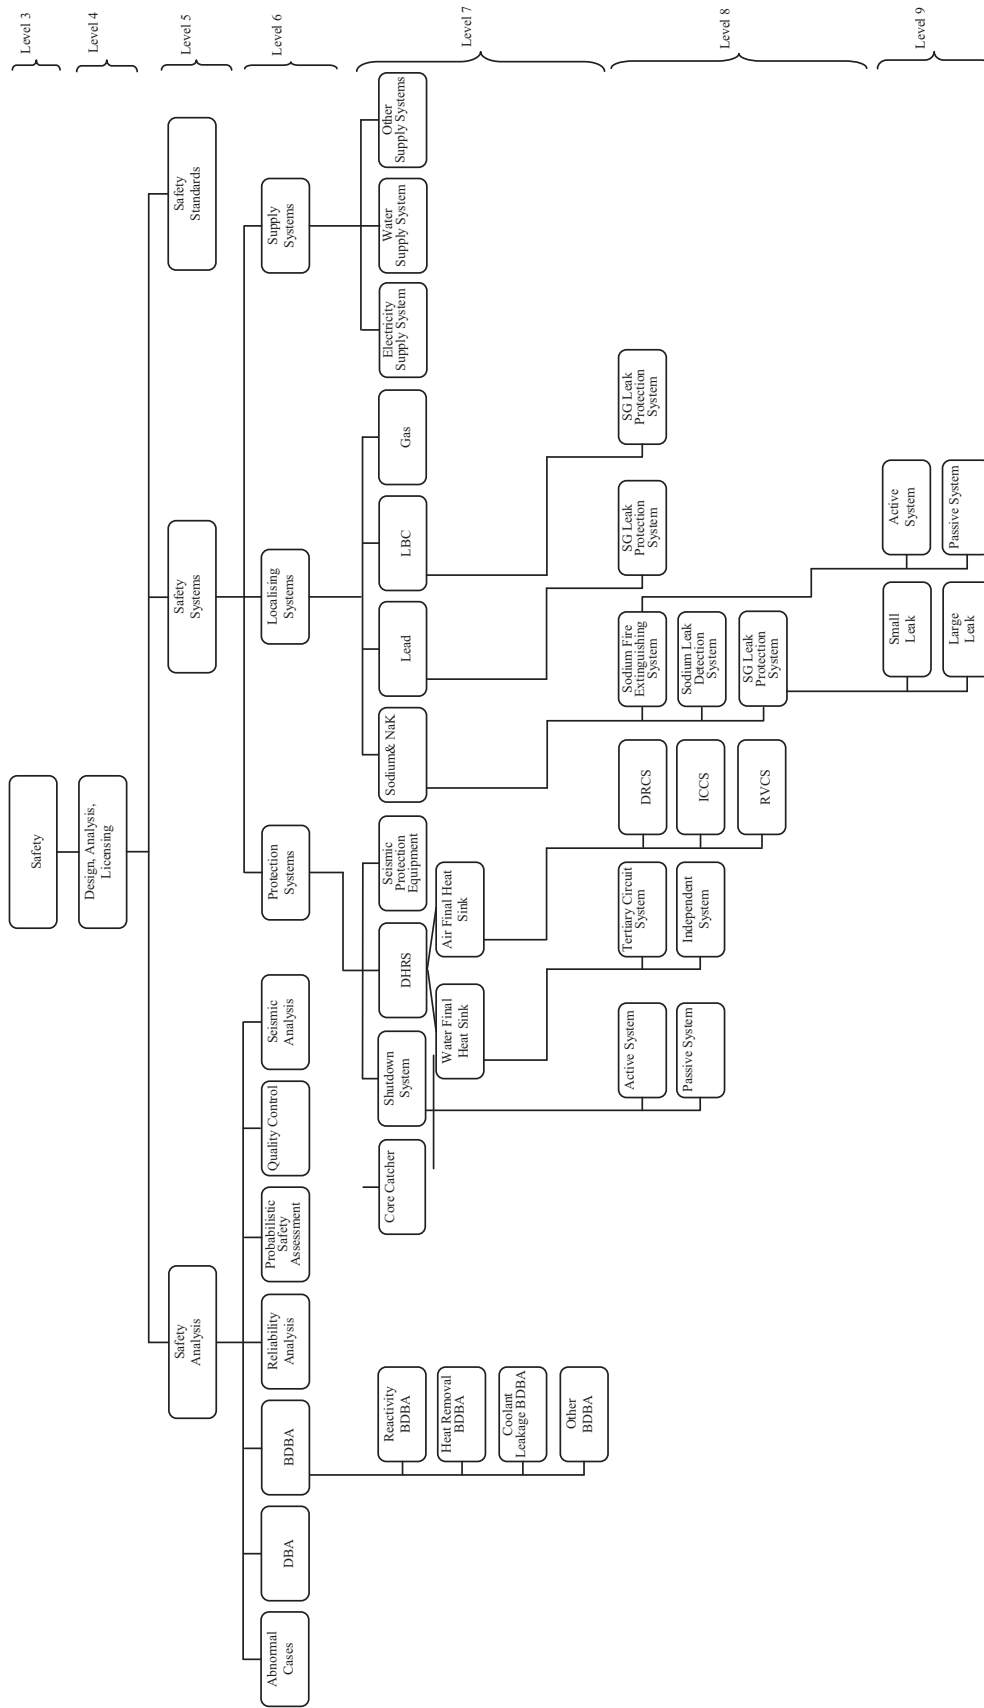 Level 3
Level 4
Level 5
Level 6
Level 7
Level 8
Level 9
Safety
Design, Analysis,
Licensing
Safety
Analysis
Safety
Systems
Safety
Standards
Abnormal
Cases
DBA
BDBA
Reliability
Analysis
Probabilistic
Safety
Assessment
Quality Control
Seismic
Analysis
Protection
Systems
Localising
Systems
Supply
Systems
Core Catcher
Shutdown
System
DHRS
Seismic
Protection
Equipment
Sodium& NaK
Lead
LBC
Gas
Electricity
Supply System
Water
Supply System
Other
Supply Systems
Water Final
Heat Sink
Air Final Heat
Sink
Reactivity
BDBA
Heat Removal
BDBA
Coolant
Leakage BDBA
Other
BDBA
Active System
Passive System
Tertiary Circuit
System
Independent
System
DRCS
ICCS
RVCS
Sodium Fire
Extinguishing
System
Sodium Leak
Detection
System
SG Leak
Protection
System
SG Leak
Protection
System
SG Leak
Protection
System
Small
Leak
Large
Leak
Active
System
Passive System